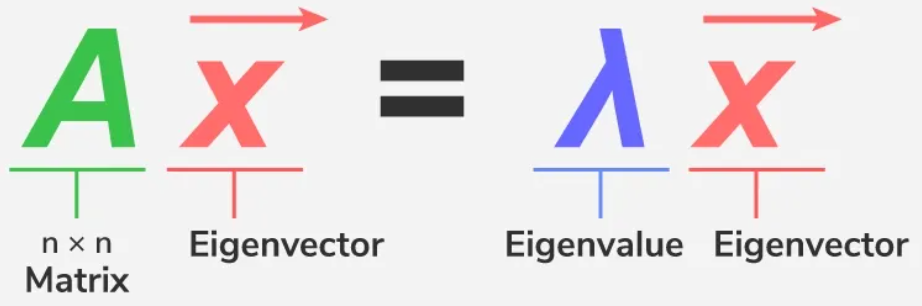 A x = λ x
n × n
Matrix
Eigenvector
Eigenvalue
Eigenvector